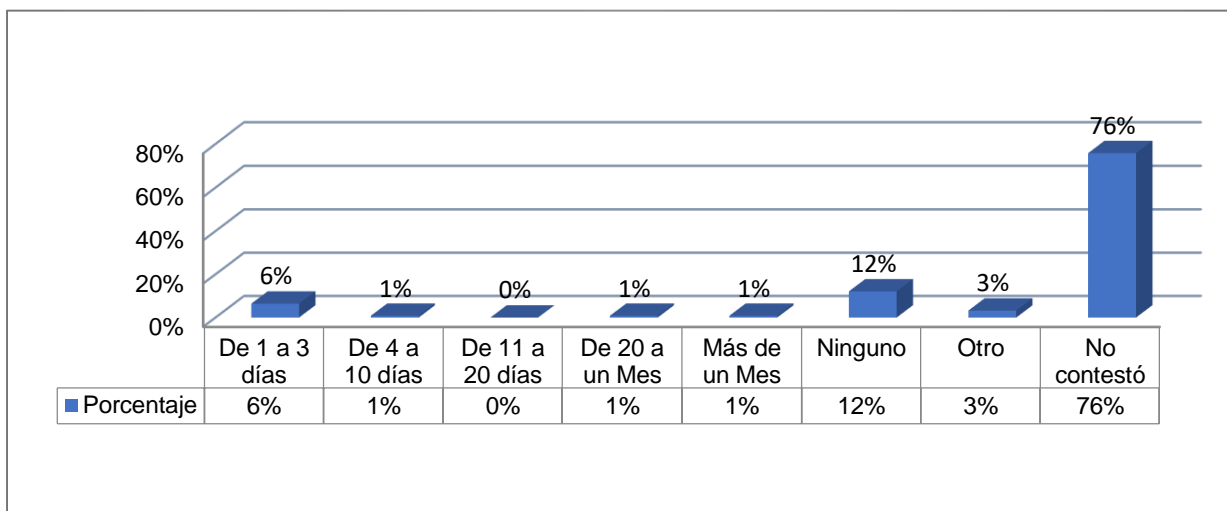 76%
80%
60%
40%
12%
20%
6%
3%
1%
0%
1%
1%
0%
De 1 a 3 días
De 4 a 10 días
De 11 a 20 días
De 20 a un Mes
Más de un Mes
Ninguno
Otro
No contestó
Porcentaje 6% 1% 0% 1% 1% 12% 3% 76%